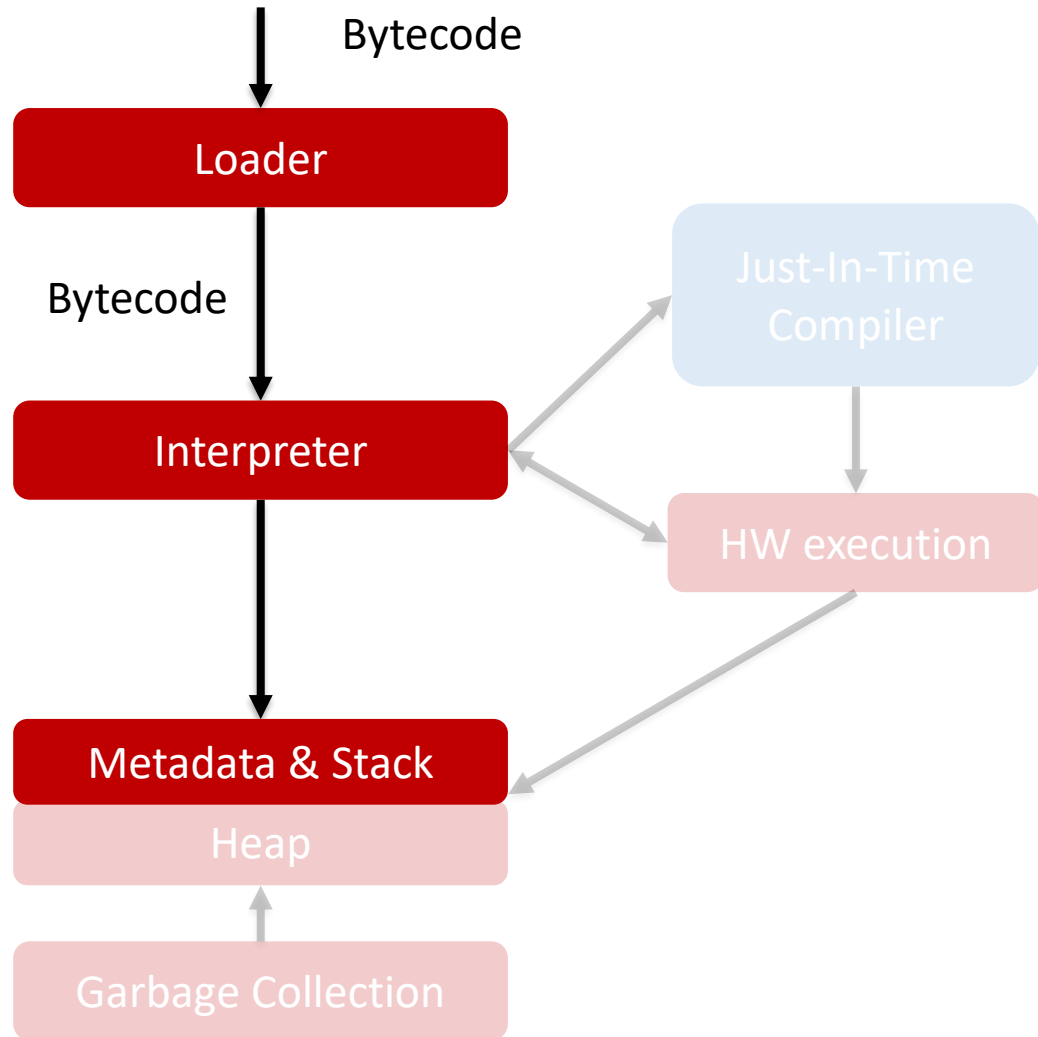 Bytecode
Loader
Bytecode
Just-In-Time
Compiler
Interpreter
HW execution
Metadata & Stack
Heap
Garbage Collection